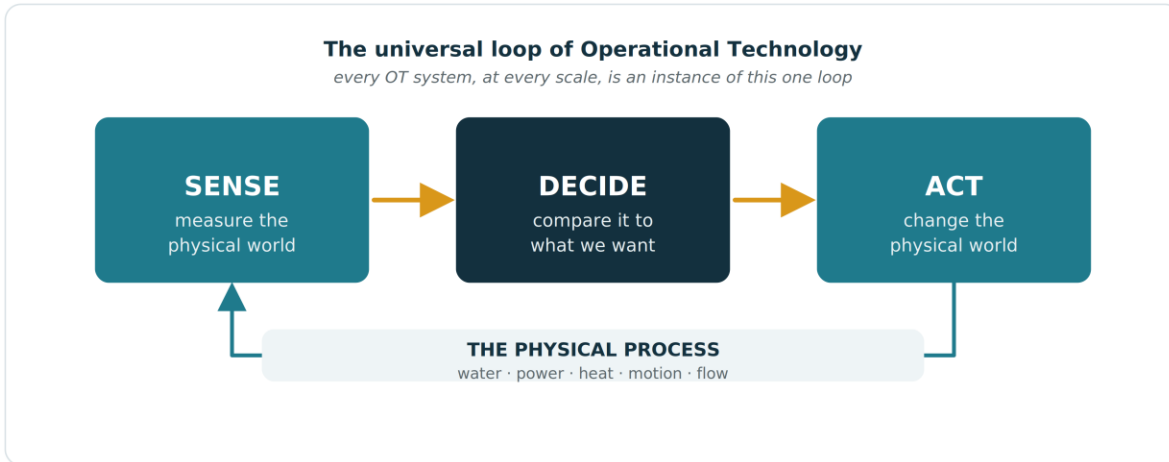 The universal loop of Operational Technology
every OT system, at every scale, is an instance of this one loop
SENSE
measure the
physical world
DECIDE
compare it to
what we want
ACT
change the
physical world
THE PHYSICAL PROCESS
water · power · heat · motion · flow